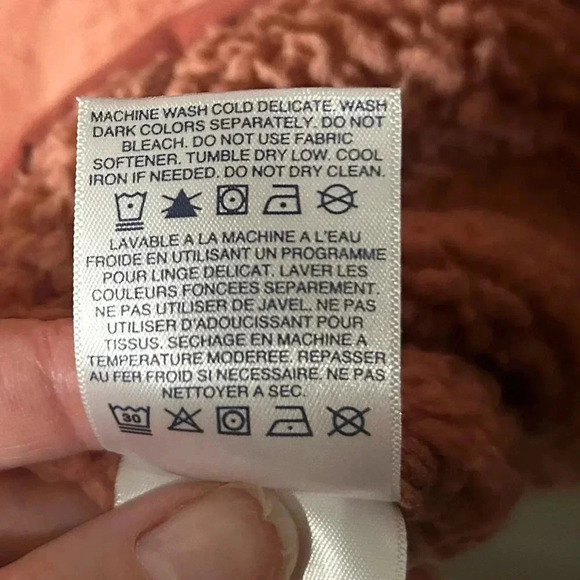 MACHINE WASH COLD DELICATE. WASH
DARK COLORS SEPARATELY. DO NOT
BLEACH. DO NOT USE FABRIC
SOFTENER. TUMBLE DRY LOW. COOL
IRON IF NEEDED. DO NOT DRY CLEAN.
LAVABLE A LA MACHINE A L'EAU
FROIDE EN UTILISANT UN PROGRAMME
POUR LINGE DELICAT. LAVER LES
COULEURS FONCEES SEPAREMENT.
NE PAS UTILISER DE JAVEL. NE PAS
UTILISER D'ADOUCISSANT POUR
TISSUS. SECHAGE EN MACHINE A
TEMPERATURE MODEREE. REPASSER
AU FER FROID SI NECESSAIRE. NE PAS
NETTOYER A SEC.
30